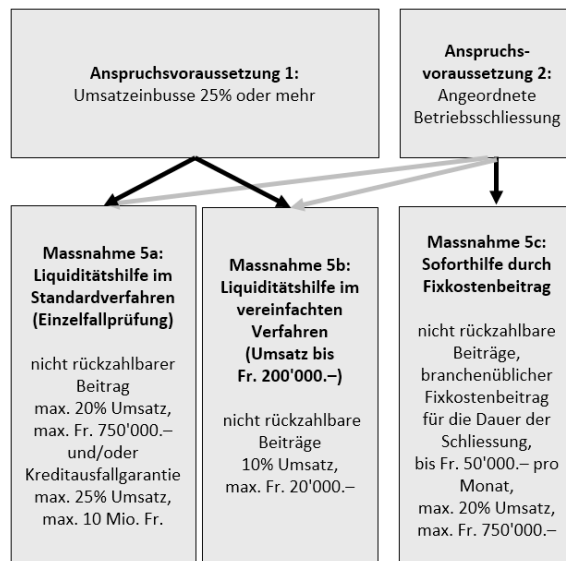 Anspruchsvoraussetzung 1:
Umsatzeinbusse 25% oder mehr
Anspruchs-
voraussetzung 2:
Angeordnete
Betriebsschliessung
Massnahme 5a:
Liquiditätshilfe im
Standardverfahren
(Einzelfallprüfung)
nicht rückzahlbarer
Beitrag
max. 20% Umsatz,
max. Fr. 750'000.–
und/oder
Kreditausfallgarantie
max. 25% Umsatz,
max. 10 Mio. Fr.
Massnahme 5b:
Liquiditätshilfe im
vereinfachten
Verfahren
(Umsatz bis
Fr. 200'000.–)
nicht rückzahlbare
Beiträge
10% Umsatz,
max. Fr. 20'000.–
Massnahme 5c:
Soforthilfe durch
Fixkostenbeitrag
nicht rückzahlbare
Beiträge,
branchenüblicher
Fixkostenbeitrag
für die Dauer der
Schliessung,
bis Fr. 50'000.– pro
Monat,
max. 20% Umsatz,
max. Fr. 750'000.–